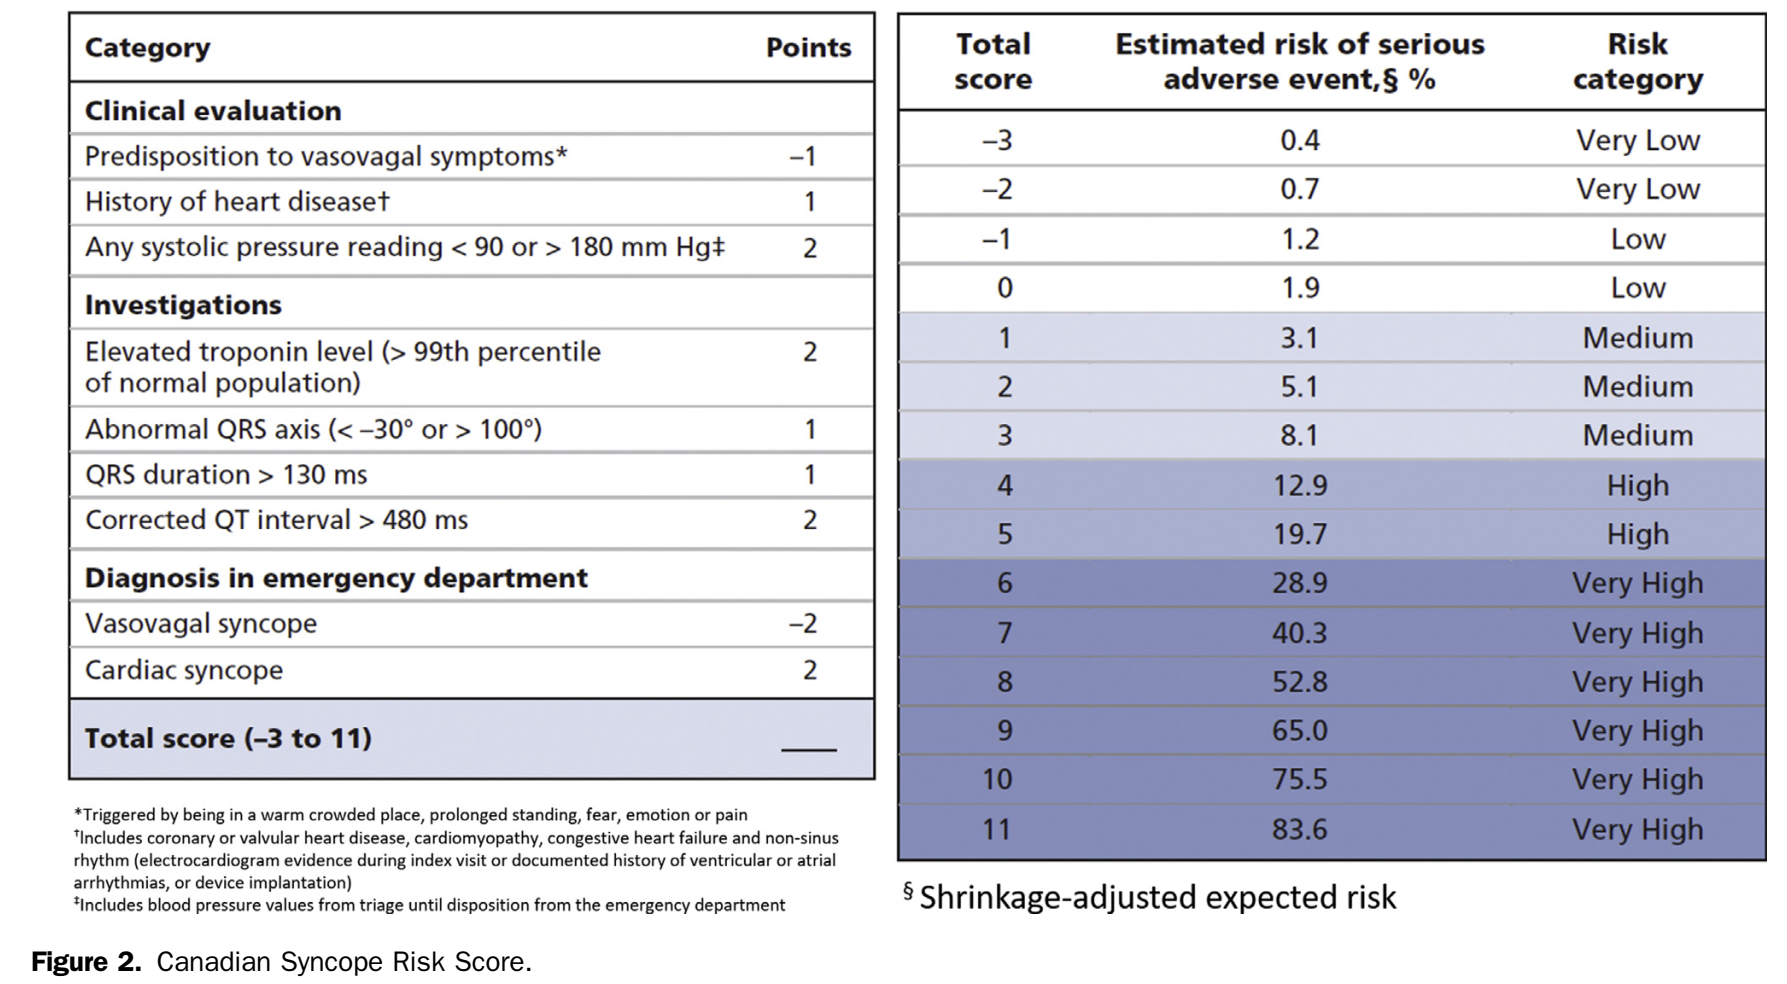 Category Points
Clinical evaluation
Predisposition to vasovagal symptoms* –1
History of heart disease† 1
Any systolic pressure reading < 90 or > 180 mm Hg‡ 2
Investigations
Elevated troponin level (> 99th percentile
of normal population) 2
Abnormal QRS axis (< –30° or > 100°) 1
QRS duration > 130 ms 1
Corrected QT interval > 480 ms 2
Diagnosis in emergency department
Vasovagal syncope –2
Cardiac syncope 2
Total score (–3 to 11) ____
*Triggered by being in a warm crowded place, prolonged standing, fear, emotion or pain
†Includes coronary or valvular heart disease, cardiomyopathy, congestive heart failure and non-sinus
rhythm (electrocardiogram evidence during index visit or documented history of ventricular or atrial
arrhythmias, or device implantation)
‡Includes blood pressure values from triage until disposition from the emergency department
Total Estimated risk of serious Risk
score adverse event,§ % category
–3 0.4 Very Low
–2 0.7 Very Low
–1 1.2 Low
0 1.9 Low
1 3.1 Medium
2 5.1 Medium
3 8.1 Medium
4 12.9 High
5 19.7 High
6 28.9 Very High
7 40.3 Very High
8 52.8 Very High
9 65.0 Very High
10 75.5 Very High
11 83.6 Very High
§ Shrinkage-adjusted expected risk
Figure 2. Canadian Syncope Risk Score.